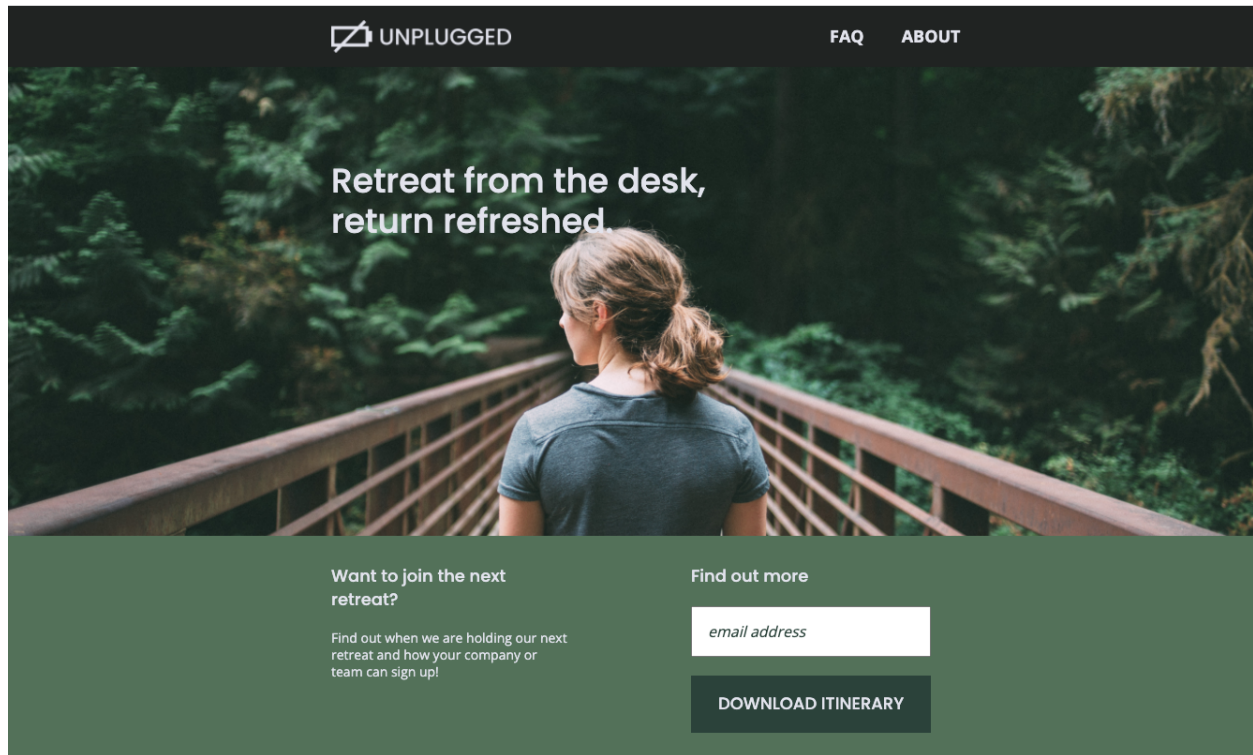 UNPLUGGED
FAQ
ABOUT
Retreat from the desk,
return refreshed.
Want to join the next
retreat?
Find out when we are holding our next
retreat and how your company or
team can sign up!
Find out more
email address
DOWNLOAD ITINERARY